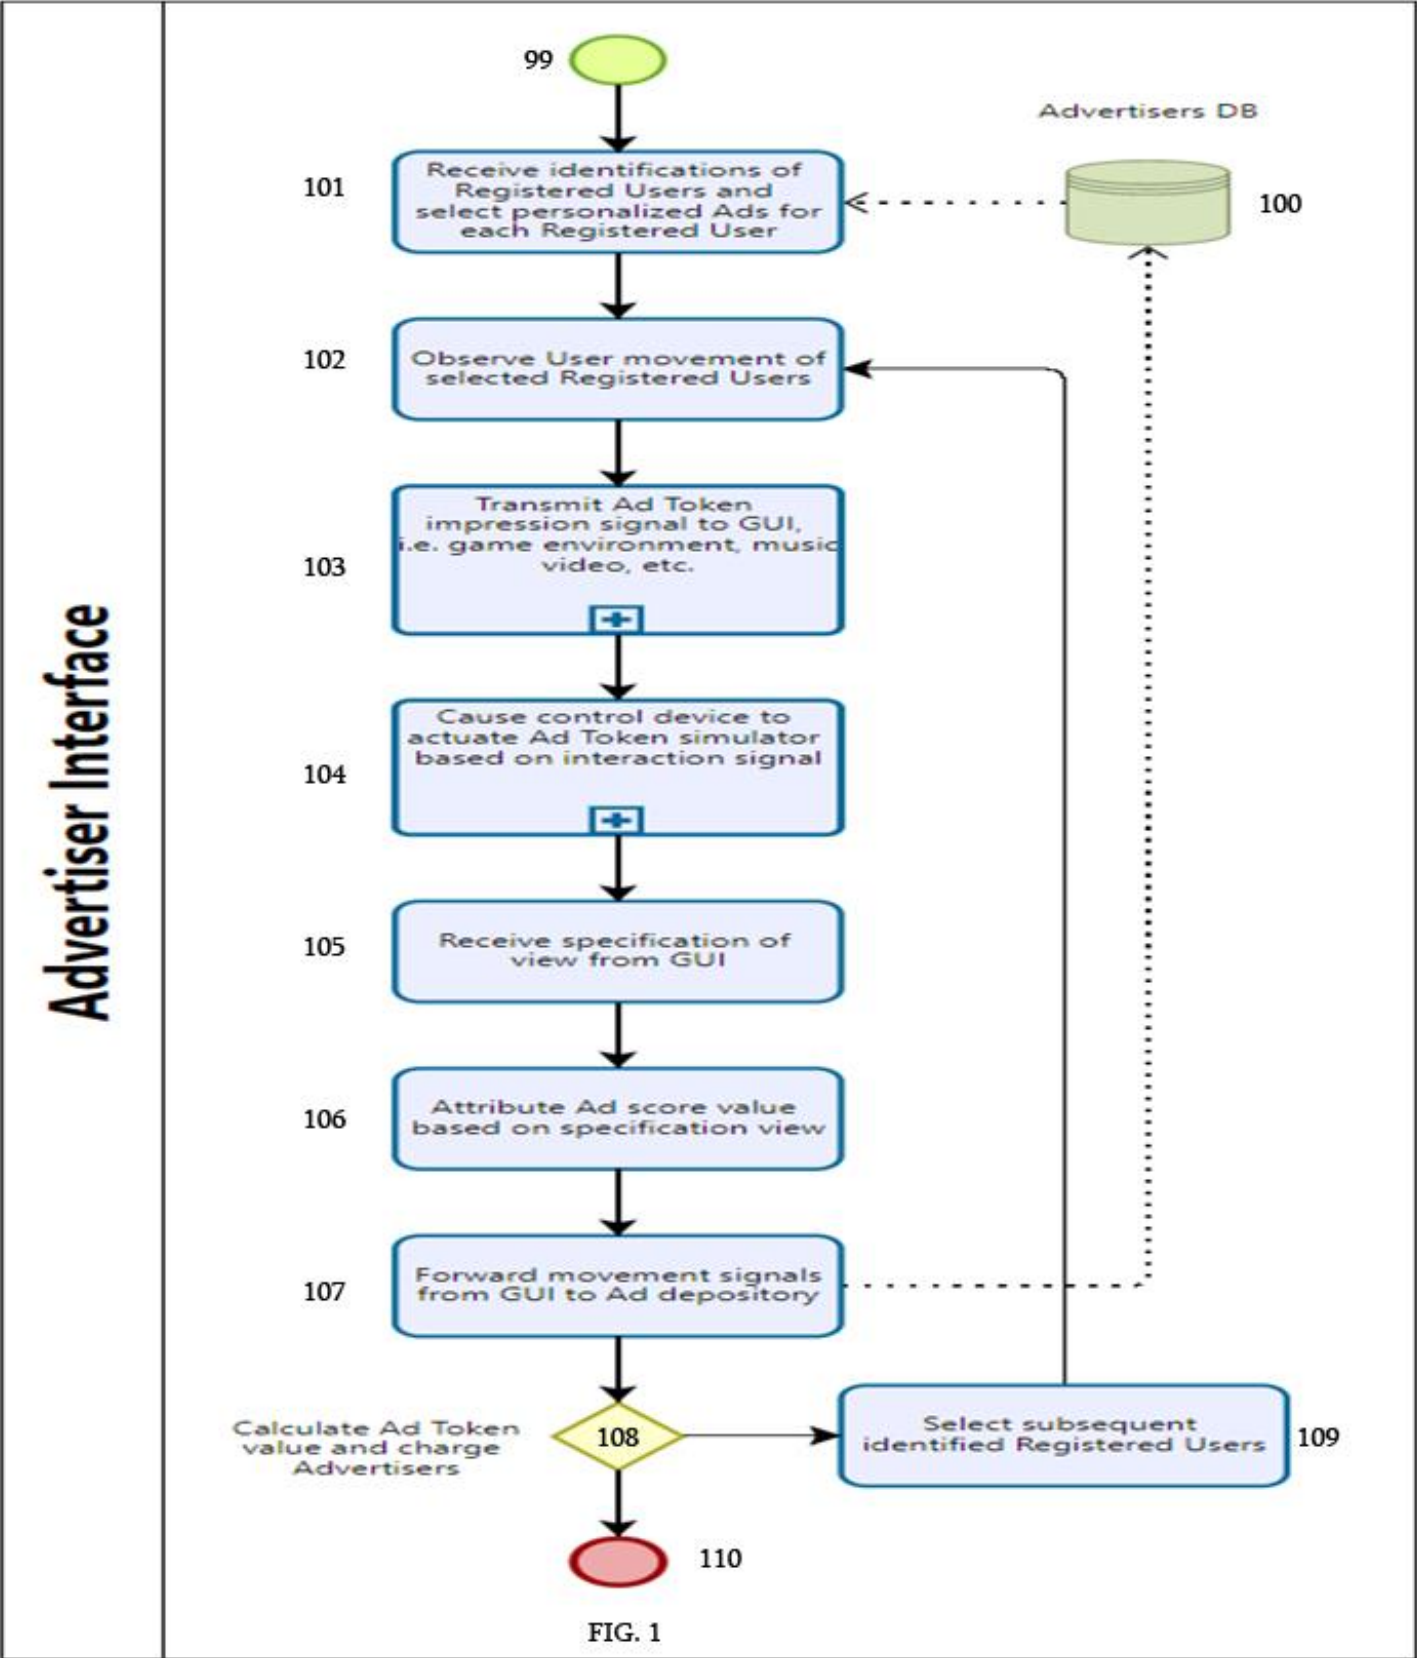 Advertiser Interface
99
Advertisers DB
100
101
Receive identifications of
Registered Users and
select personalized Ads for
each Registered User
102
Observe User movement of
selected Registered Users
103
Transmit Ad Token
impression signal to GUI,
i.e. game environment, music
video, etc.
104
Cause control device to
actuate Ad Token simulator
based on interaction signal
105
Receive specification of
view from GUI
106
Attribute Ad score value
based on specification view
107
Forward movement signals
from GUI to Ad depository
Calculate Ad Token
value and charge
Advertisers
108
Select subsequent
identified Registered Users
109
110
FIG. 1